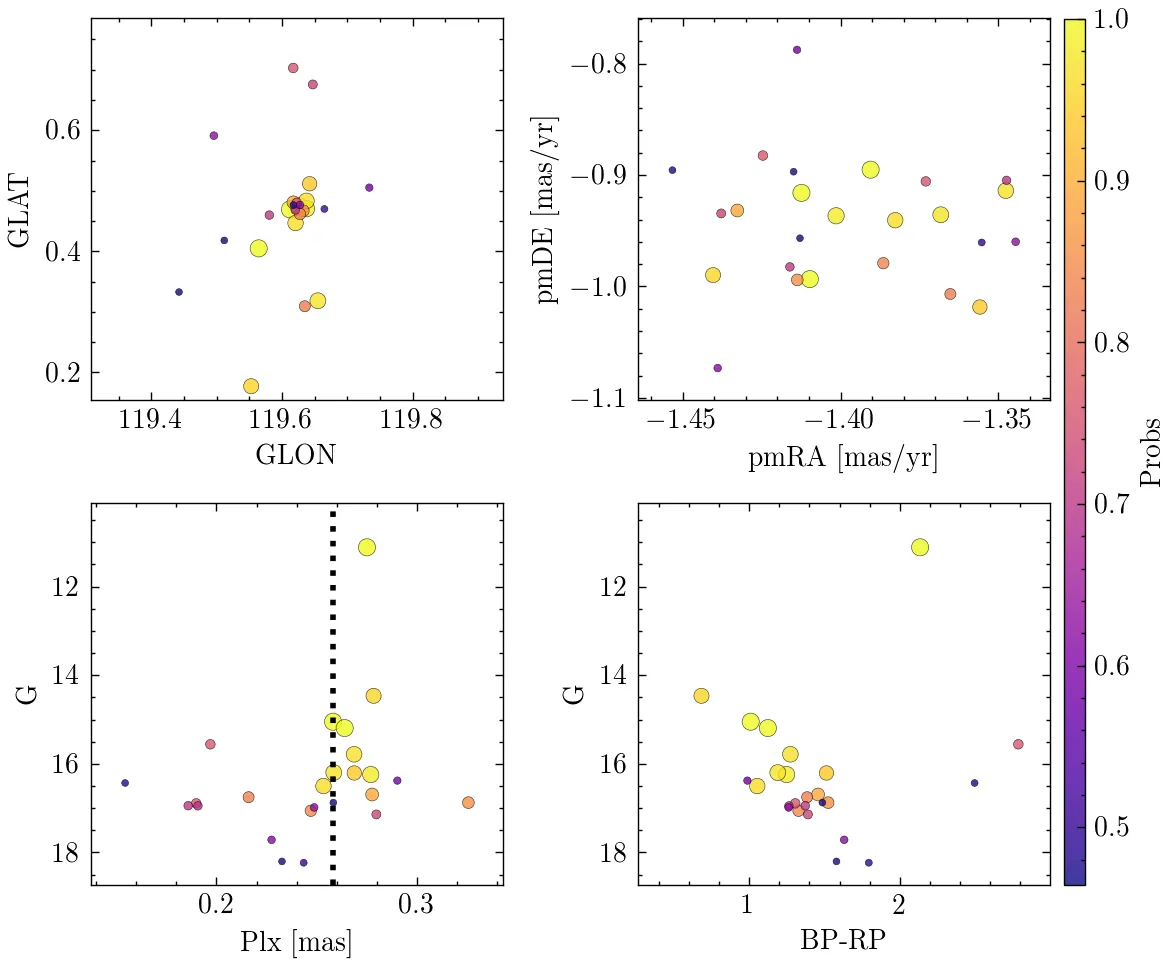 GLAT
0.6
0.4
0.2
119.4 119.6 119.8
GLON
pmDE [mas/yr]
−0.8
−0.9
−1.0
−1.1
−1.45 −1.40 −1.35
pmRA [mas/yr]
G
12
14
16
18
0.2 0.3
Plx [mas]
G
12
14
16
18
1 2
BP-RP
1.0
0.9
0.8
0.7
0.6
0.5
Probs